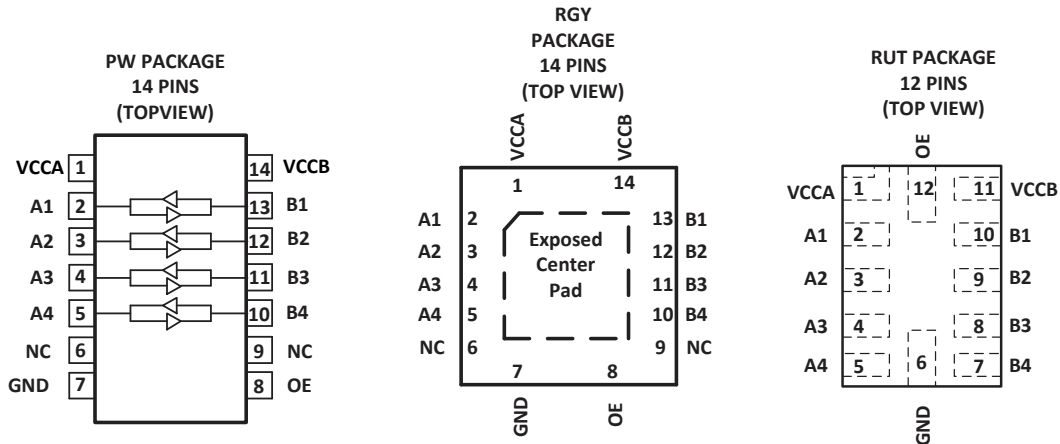 PW PACKAGE
14 PINS
(TOPVIEW)
VCCA 1 14 VCCB
A1 2 13 B1
A2 3 12 B2
A3 4 11 B3
A4 5 10 B4
NC 6 9 NC
GND 7 8 OE
RGY
PACKAGE
14 PINS
(TOP VIEW)
VCCA VCCB
1 14
A1 2 13 B1
A2 3 12 B2
A3 4 11 B3
A4 5 10 B4
NC 6 9 NC
Exposed
Center
Pad
7 8
GND OE
RUT PACKAGE
12 PINS
(TOP VIEW)
OE
VCCA 1 12 11 VCCB
A1 2 10 B1
A2 3 9 B2
A3 4 8 B3
A4 5 6 7 B4
GND